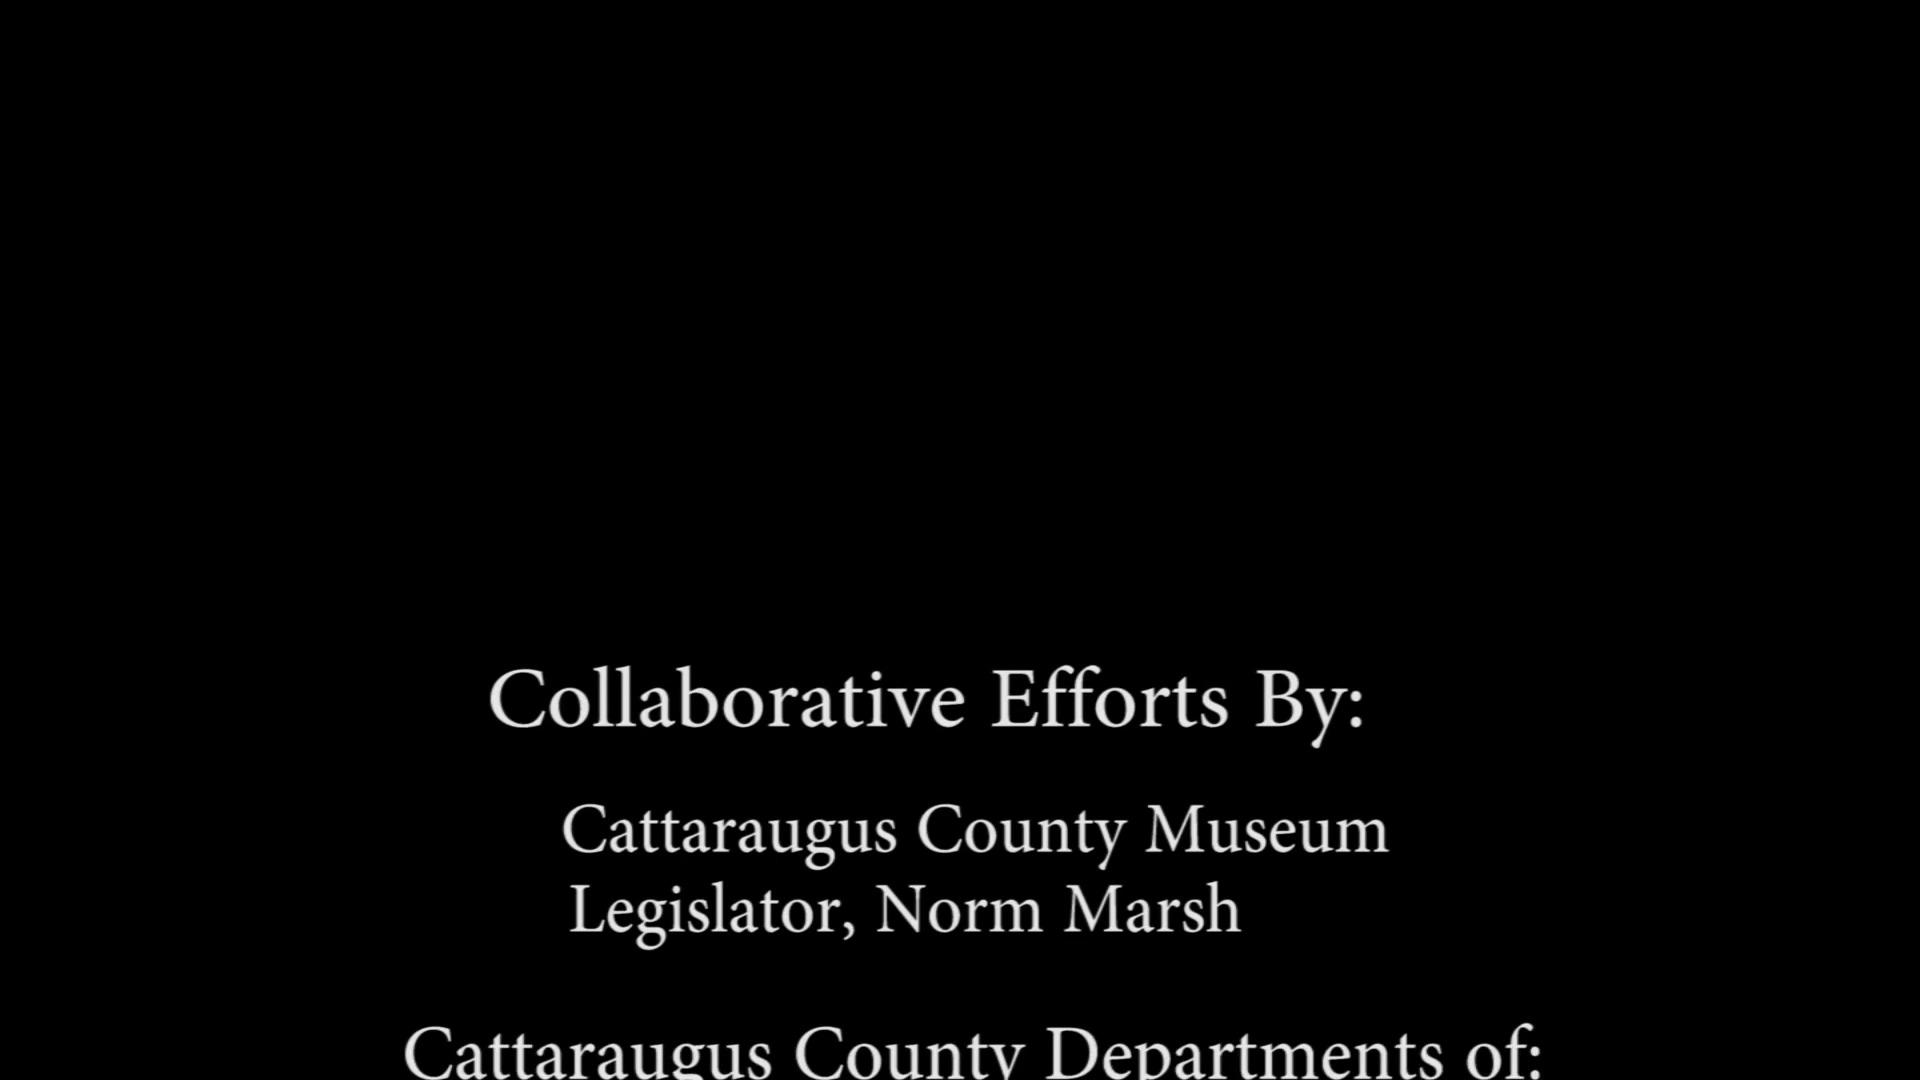 Collaborative Efforts By:
Cattaraugus County Museum
Legislator, Norm Marsh
Cattaraugus County Departments of: